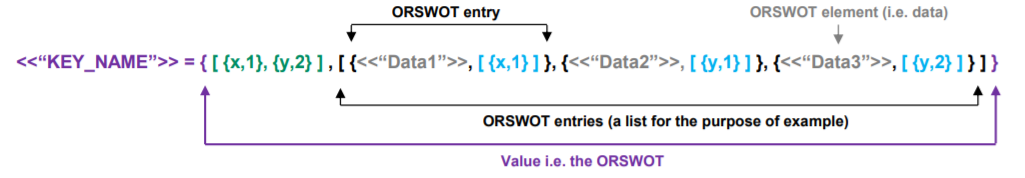 ORSWOT entry
ORSWOT element (i.e. data)
<<“KEY_NAME”>> = { [ {x,1}, {y,2} ] , [ {<<“Data1”>>, [ {x,1} ] }, {<<“Data2”>>, [ {y,1} ] }, {<<“Data3”>>, [ {y,2} ] } ] }
ORSWOT entries (a list for the purpose of example)
Value i.e. the ORSWOT